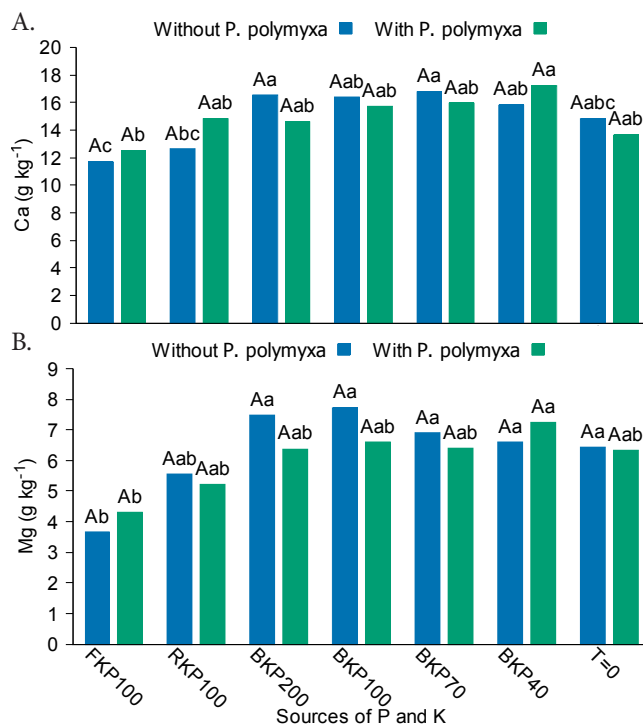 A.
Without P. polymyxa With P. polymyxa
20
18
16
14
12
10
8
6
4
2
0
Ca (g kg⁻¹)
Ac Ab Abc Aab Aa Aab Aab Aab Aa Aab Aab Aa Aabc Aab
B.
Without P. polymyxa With P. polymyxa
9
8
7
6
5
4
3
2
1
0
Mg (g kg⁻¹)
Ab Ab Aab Aab Aa Aab Aa Aab Aa Aab Aa Aa Aa Aab
FKP100 RKP100 BKP200 BKP100 BKP70 BKP40 T=0
Sources of P and K